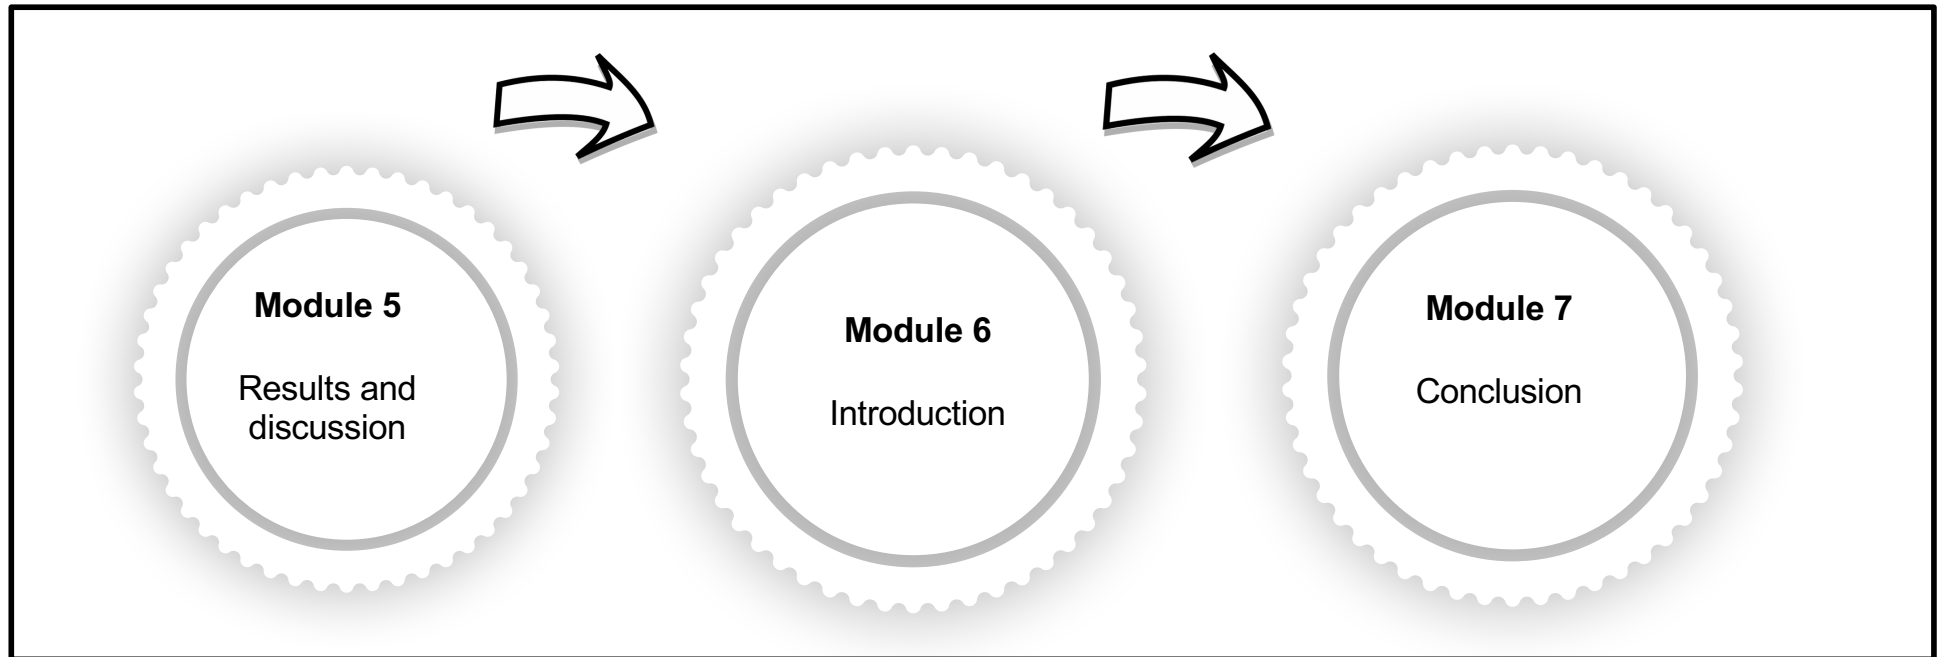 Module 5
Results and
discussion
Module 6
Introduction
Module 7
Conclusion